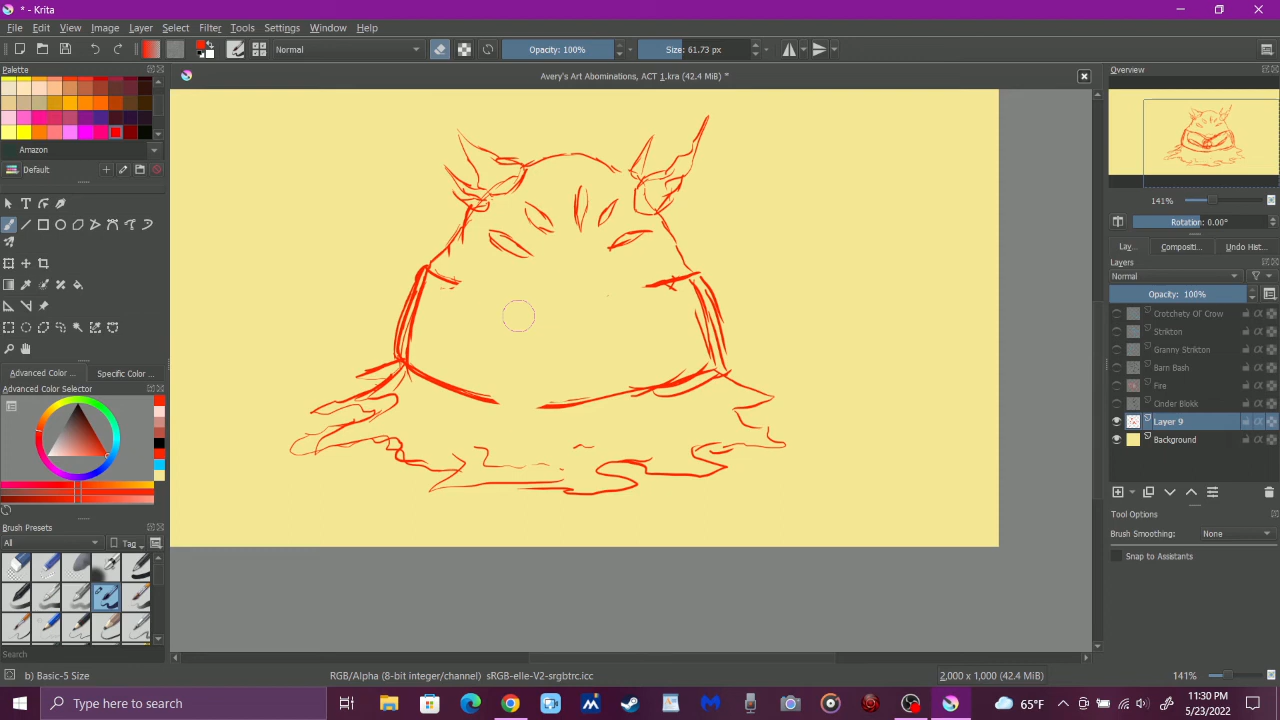 * - Krita
File Edit View Image Layer Select Filter Tools Settings Window Help
Normal
Opacity: 100%
Size: 61.73 px
Palette
Avery's Art Abominations, ACT 1.kra (42.4 MiB) *
Overview
Amazon
Default
141%
Rotation: 0.00°
Lay... Compositi... Undo Hist...
Layers
Normal
Opacity: 100%
Crotchety Ol' Crow
Strikton
Granny Strikton
Barn Bash
Fire
Cinder Blokk
Layer 9
Background
Advanced Color ... Specific Color ...
Advanced Color Selector
Tool Options
Brush Smoothing: None
Snap to Assistants
Brush Presets
All
Tag
Search
b) Basic-5 Size
RGB/Alpha (8-bit integer/channel) sRGB-elle-V2-srgbtrc.icc
2,000 x 1,000 (42.4 MiB)
141%
Type here to search
65°F
11:30 PM
5/23/2022